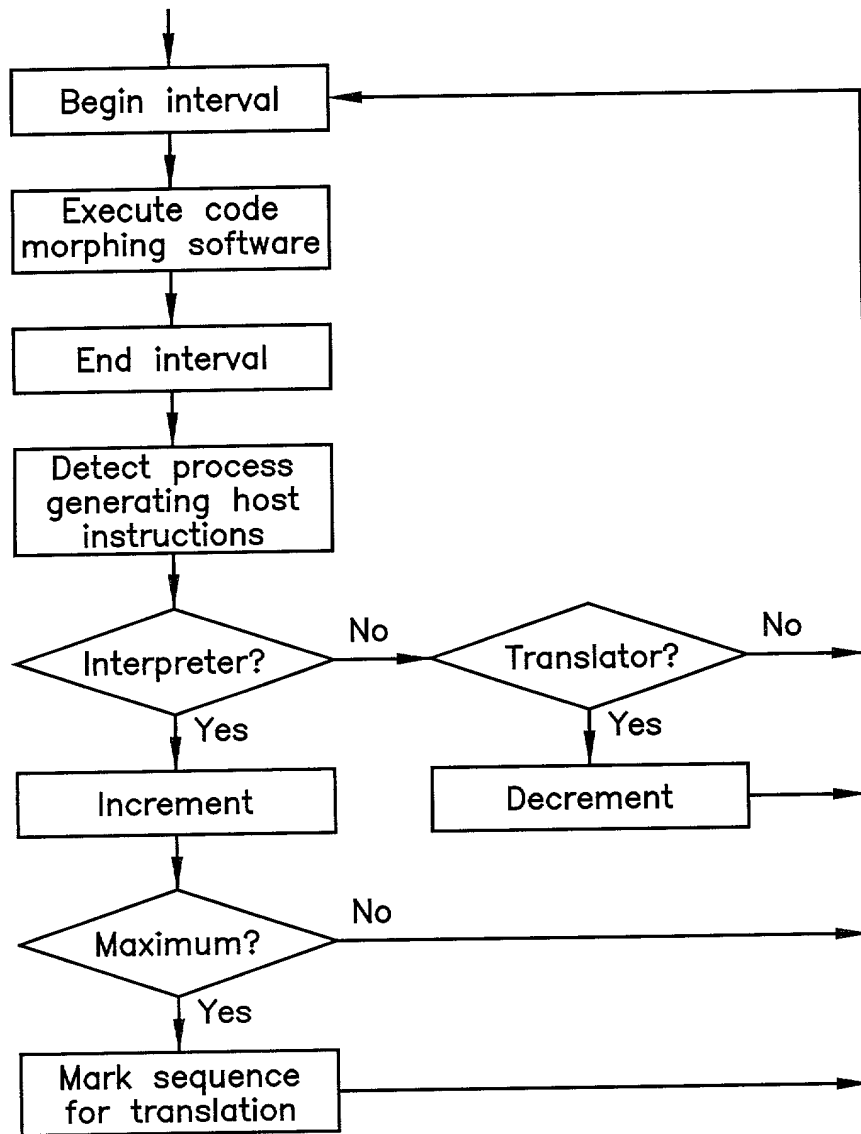 Begin interval
Execute code
morphing software
End interval
Detect process
generating host
instructions
Interpreter?
No
Translator?
No
Yes
Yes
Increment
Decrement
Maximum?
No
Yes
Mark sequence
for translation